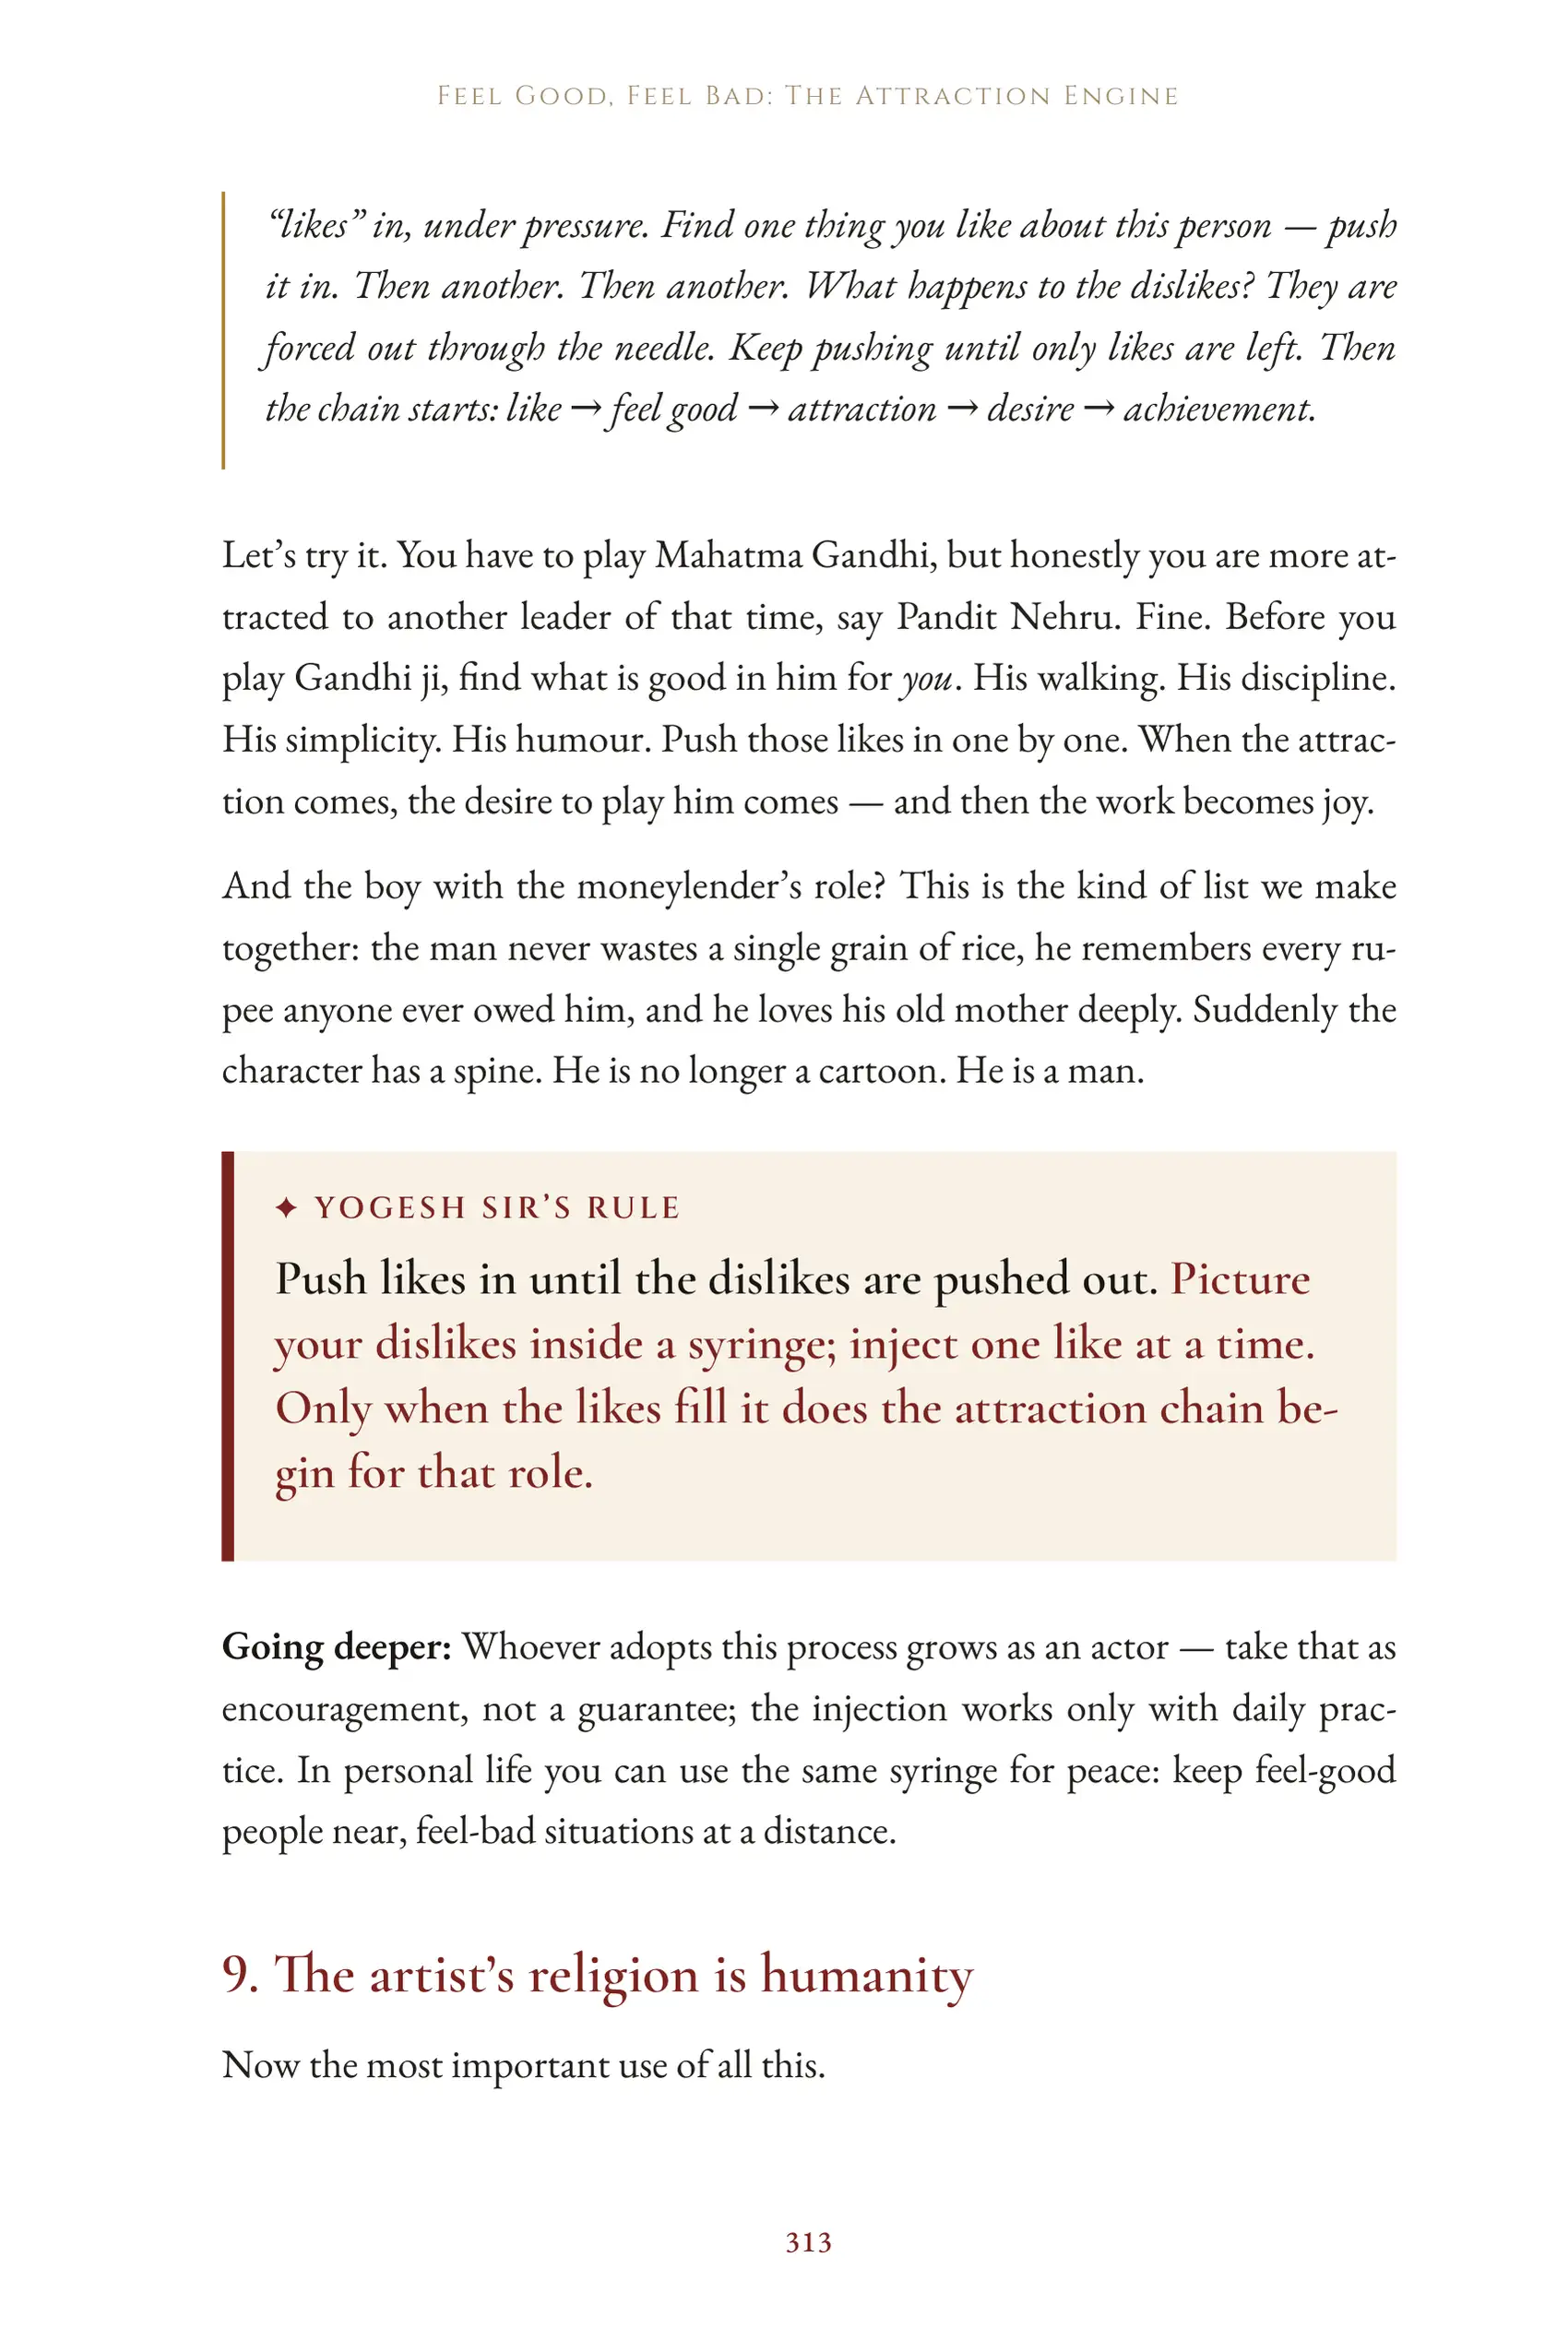 Feel Good, Feel Bad: The Attraction Engine
“likes” in, under pressure. Find one thing you like about this person — push
it in. Then another. Then another. What happens to the dislikes? They are
forced out through the needle. Keep pushing until only likes are left. Then
the chain starts: like → feel good → attraction → desire → achievement.
Let’s try it. You have to play Mahatma Gandhi, but honestly you are more at-
tracted to another leader of that time, say Pandit Nehru. Fine. Before you
play Gandhi ji, find what is good in him for you. His walking. His discipline.
His simplicity. His humour. Push those likes in one by one. When the attrac-
tion comes, the desire to play him comes — and then the work becomes joy.
And the boy with the moneylender’s role? This is the kind of list we make
together: the man never wastes a single grain of rice, he remembers every ru-
pee anyone ever owed him, and he loves his old mother deeply. Suddenly the
character has a spine. He is no longer a cartoon. He is a man.
✦ YOGESH SIR’S RULE
Push likes in until the dislikes are pushed out. Picture
your dislikes inside a syringe; inject one like at a time.
Only when the likes fill it does the attraction chain be-
gin for that role.
Going deeper: Whoever adopts this process grows as an actor — take that as
encouragement, not a guarantee; the injection works only with daily prac-
tice. In personal life you can use the same syringe for peace: keep feel-good
people near, feel-bad situations at a distance.
9. The artist’s religion is humanity
Now the most important use of all this.
313